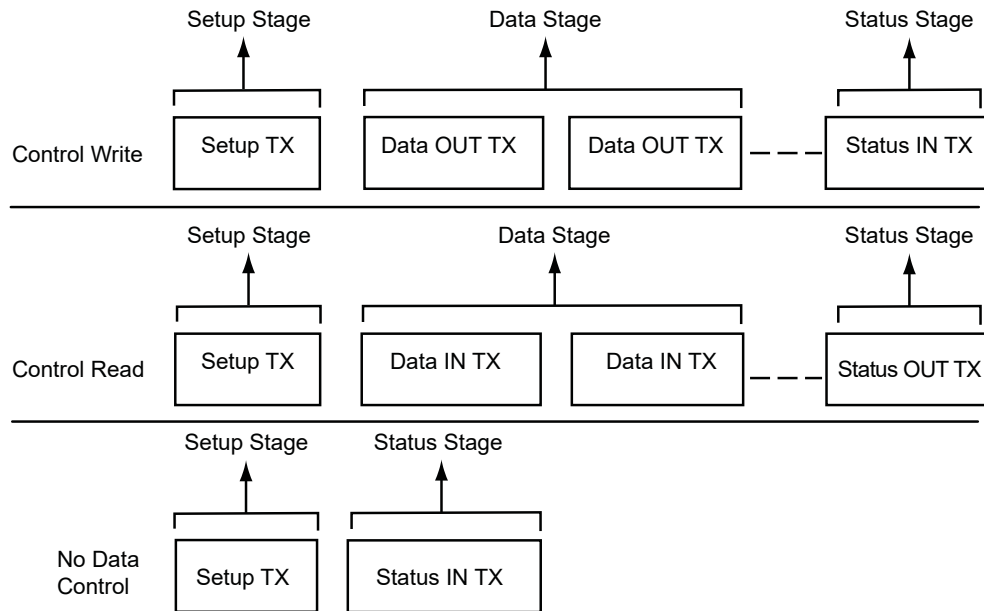 Setup Stage Data Stage Status Stage
Control Write Setup TX Data OUT TX Data OUT TX Status IN TX
Setup Stage Data Stage Status Stage
Control Read Setup TX Data IN TX Data IN TX Status OUT TX
Setup Stage Status Stage
No Data
Control
Setup TX Status IN TX